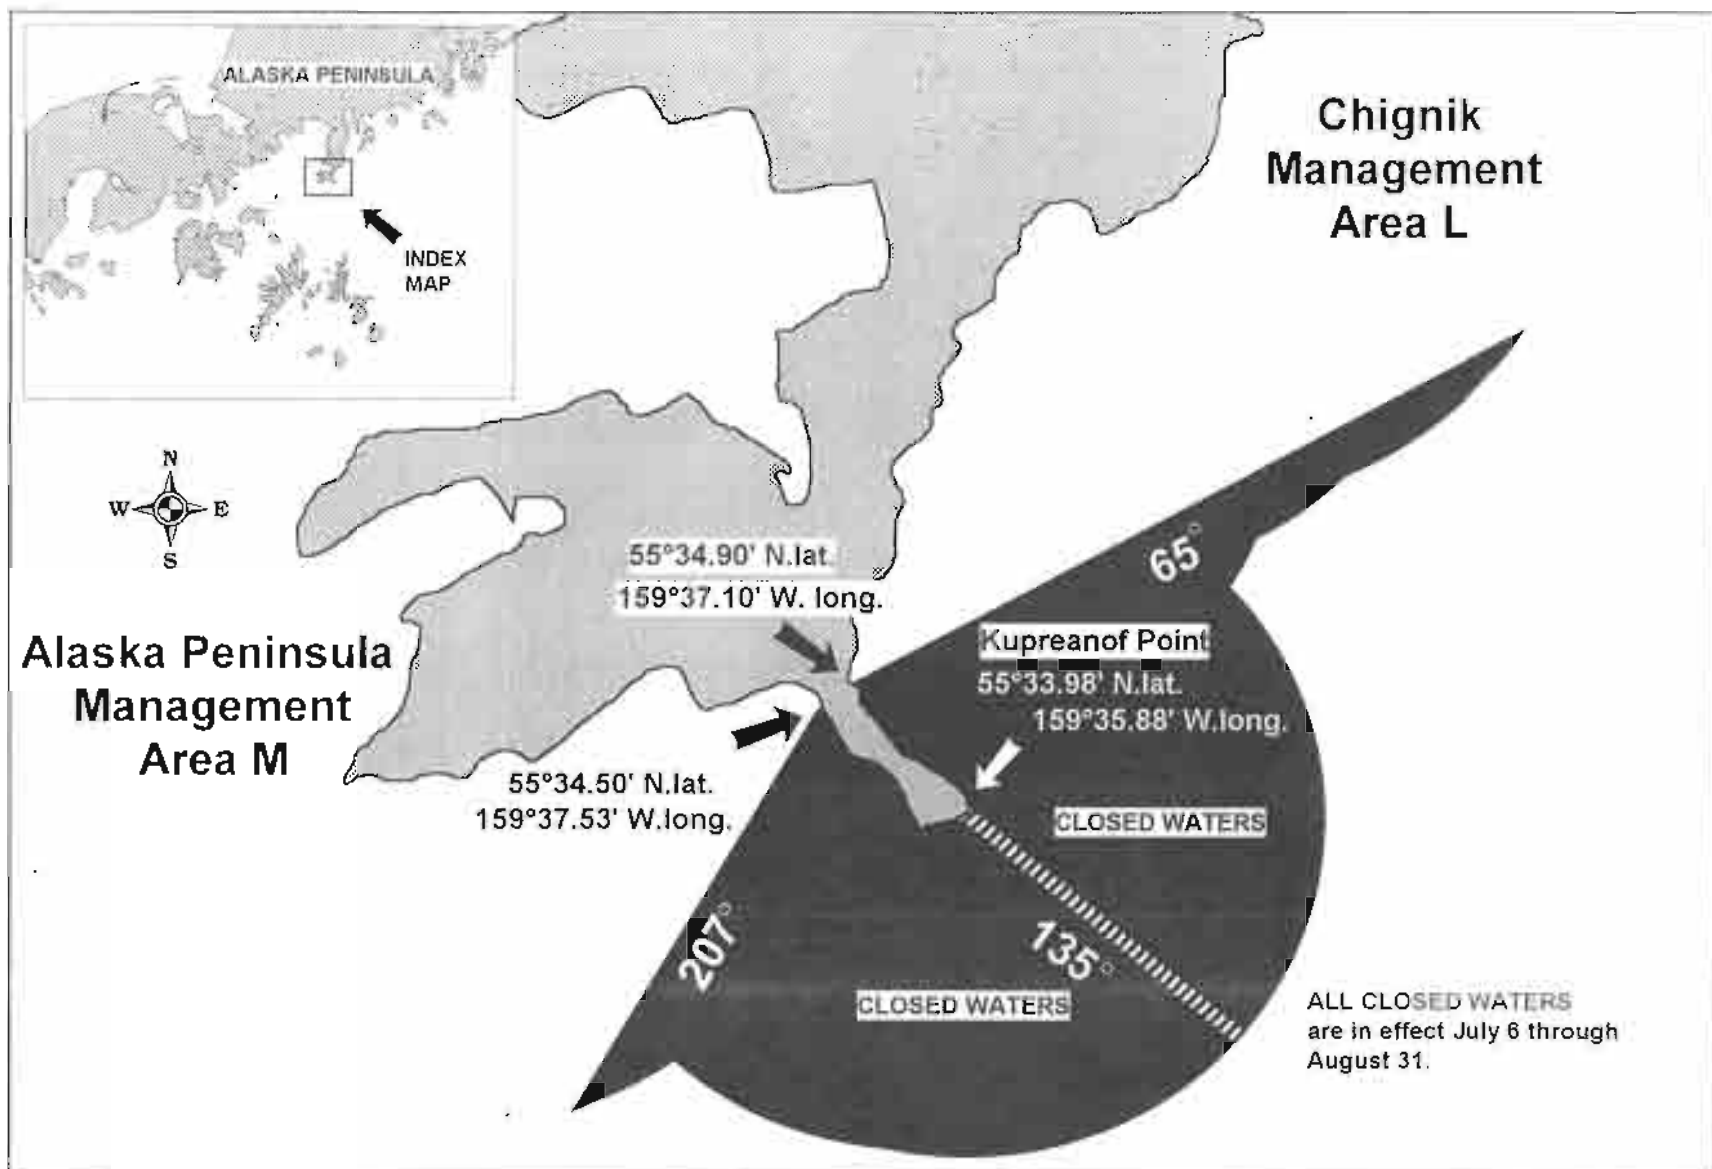 ALASKA PENINSULA
INDEX
MAP
Chignik
Management
Area L
N
W
E
S
55°34.90' N.lat.
159°37.10' W. long.
65°
Kupreanof Point
55°33.98' N.lat.
159°35.88' W.long.
Alaska Peninsula
Management
Area M
55°34.50' N.lat.
159°37.53' W.long.
CLOSED WATERS
207°
135°
CLOSED WATERS
ALL CLOSED WATERS
are in effect July 6 through
August 31.